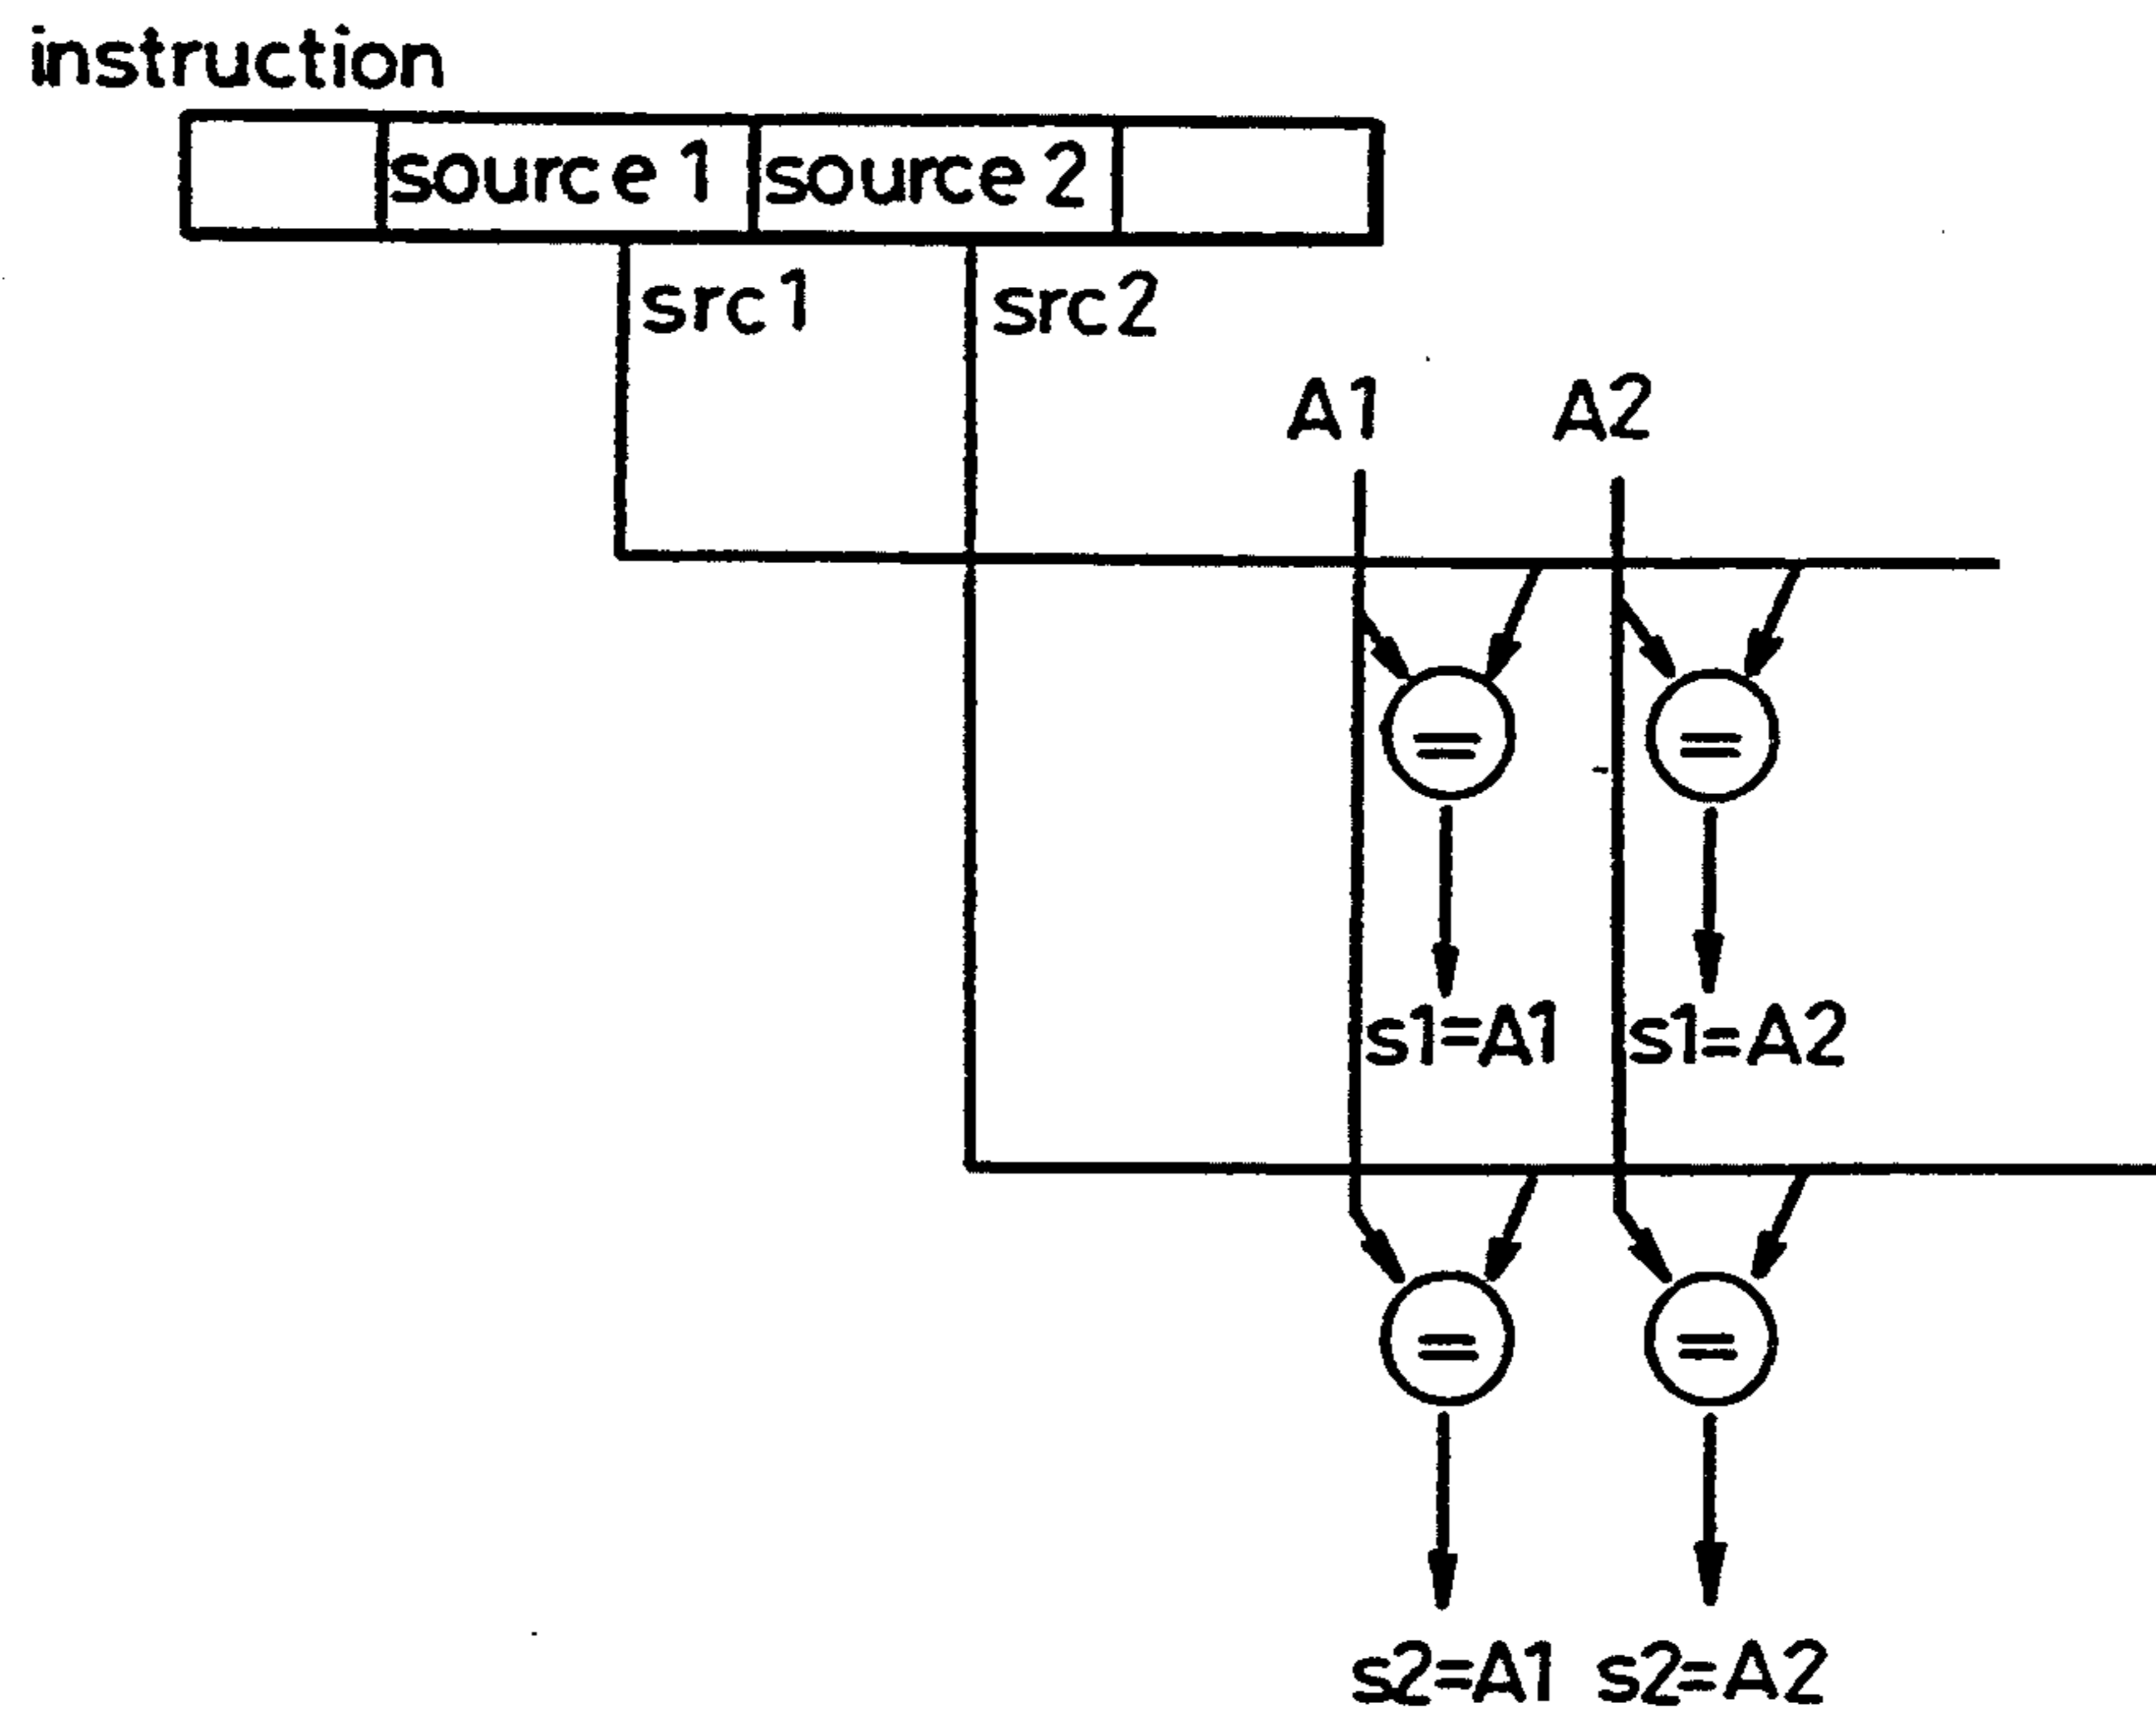 instruction
source 1 source 2
src1 src2
A1 A2
= =
s1=A1 s1=A2
= =
s2=A1 s2=A2